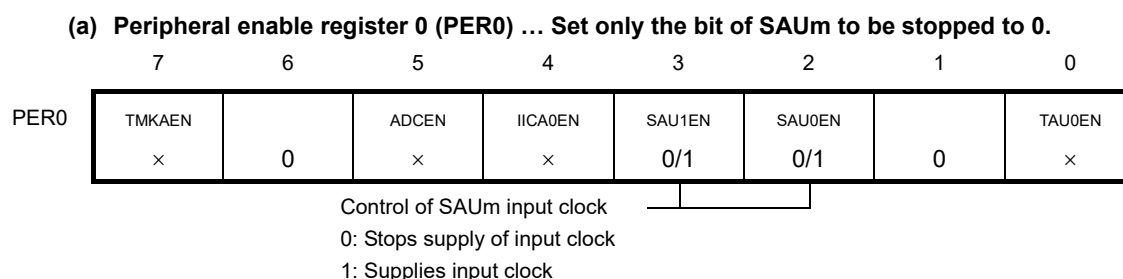 (a) Peripheral enable register 0 (PER0) … Set only the bit of SAUm to be stopped to 0.
7 6 5 4 3 2 1 0
PER0 TMKAEN ADCEN IICA0EN SAU1EN SAU0EN TAU0EN
× 0 × × 0/1 0/1 0 ×
Control of SAUm input clock
0: Stops supply of input clock
1: Supplies input clock